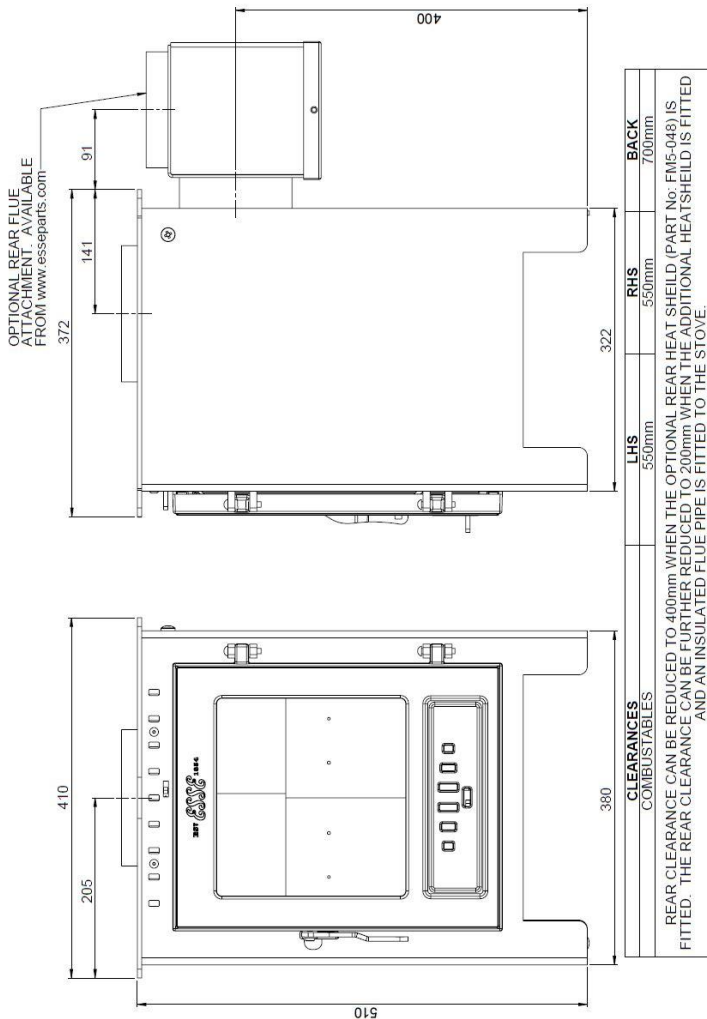 OPTIONAL REAR FLUE
ATTACHMENT. AVAILABLE
FROM www.esseparts.com
410
205
EST ESSE 1854
380
510
372
141
91
400
322
CLEARANCES LHS RHS BACK
COMBUSTABLES 550mm 550mm 700mm
REAR CLEARANCE CAN BE REDUCED TO 400mm WHEN THE OPTIONAL REAR HEAT SHEILD (PART No: FM5-048) IS
FITTED. THE REAR CLEARANCE CAN BE FURTHER REDUCED TO 200mm WHEN THE ADDITIONAL HEATSHEILD IS FITTED
AND AN INSULATED FLUE PIPE IS FITTED TO THE STOVE.